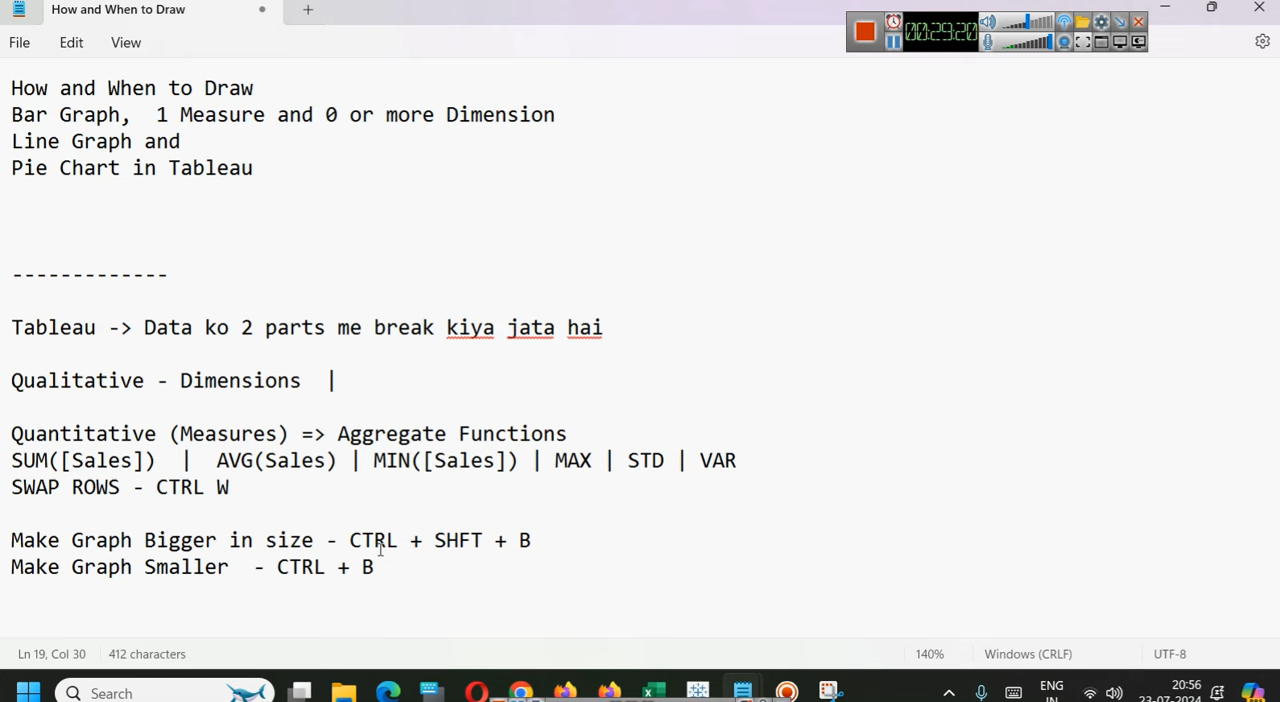 How and When to Draw
00:29:20
File Edit View
How and When to Draw
Bar Graph,  1 Measure and 0 or more Dimension
Line Graph and
Pie Chart in Tableau
-------------
Tableau -> Data ko 2 parts me break kiya jata hai
Qualitative - Dimensions  |
Quantitative (Measures) => Aggregate Functions
SUM([Sales])  |  AVG(Sales) | MIN([Sales]) | MAX | STD | VAR
SWAP ROWS - CTRL W
Make Graph Bigger in size - CTRL + SHFT + B
Make Graph Smaller  - CTRL + B
Ln 19, Col 30 412 characters 140% Windows (CRLF) UTF-8
Search ENG IN 20:56 23-07-2024